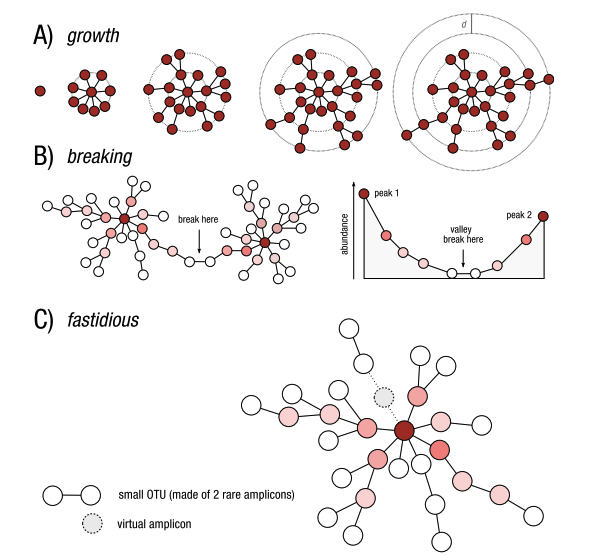 A) growth
d
B) breaking
break here
abundance
peak 1
valley
break here
peak 2
C) fastidious
small OTU (made of 2 rare amplicons)
virtual amplicon